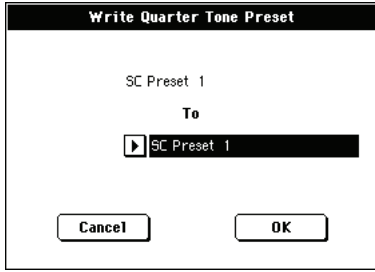 Write Quarter Tone Preset
SC Preset 1
To
SC Preset 1
Cancel OK